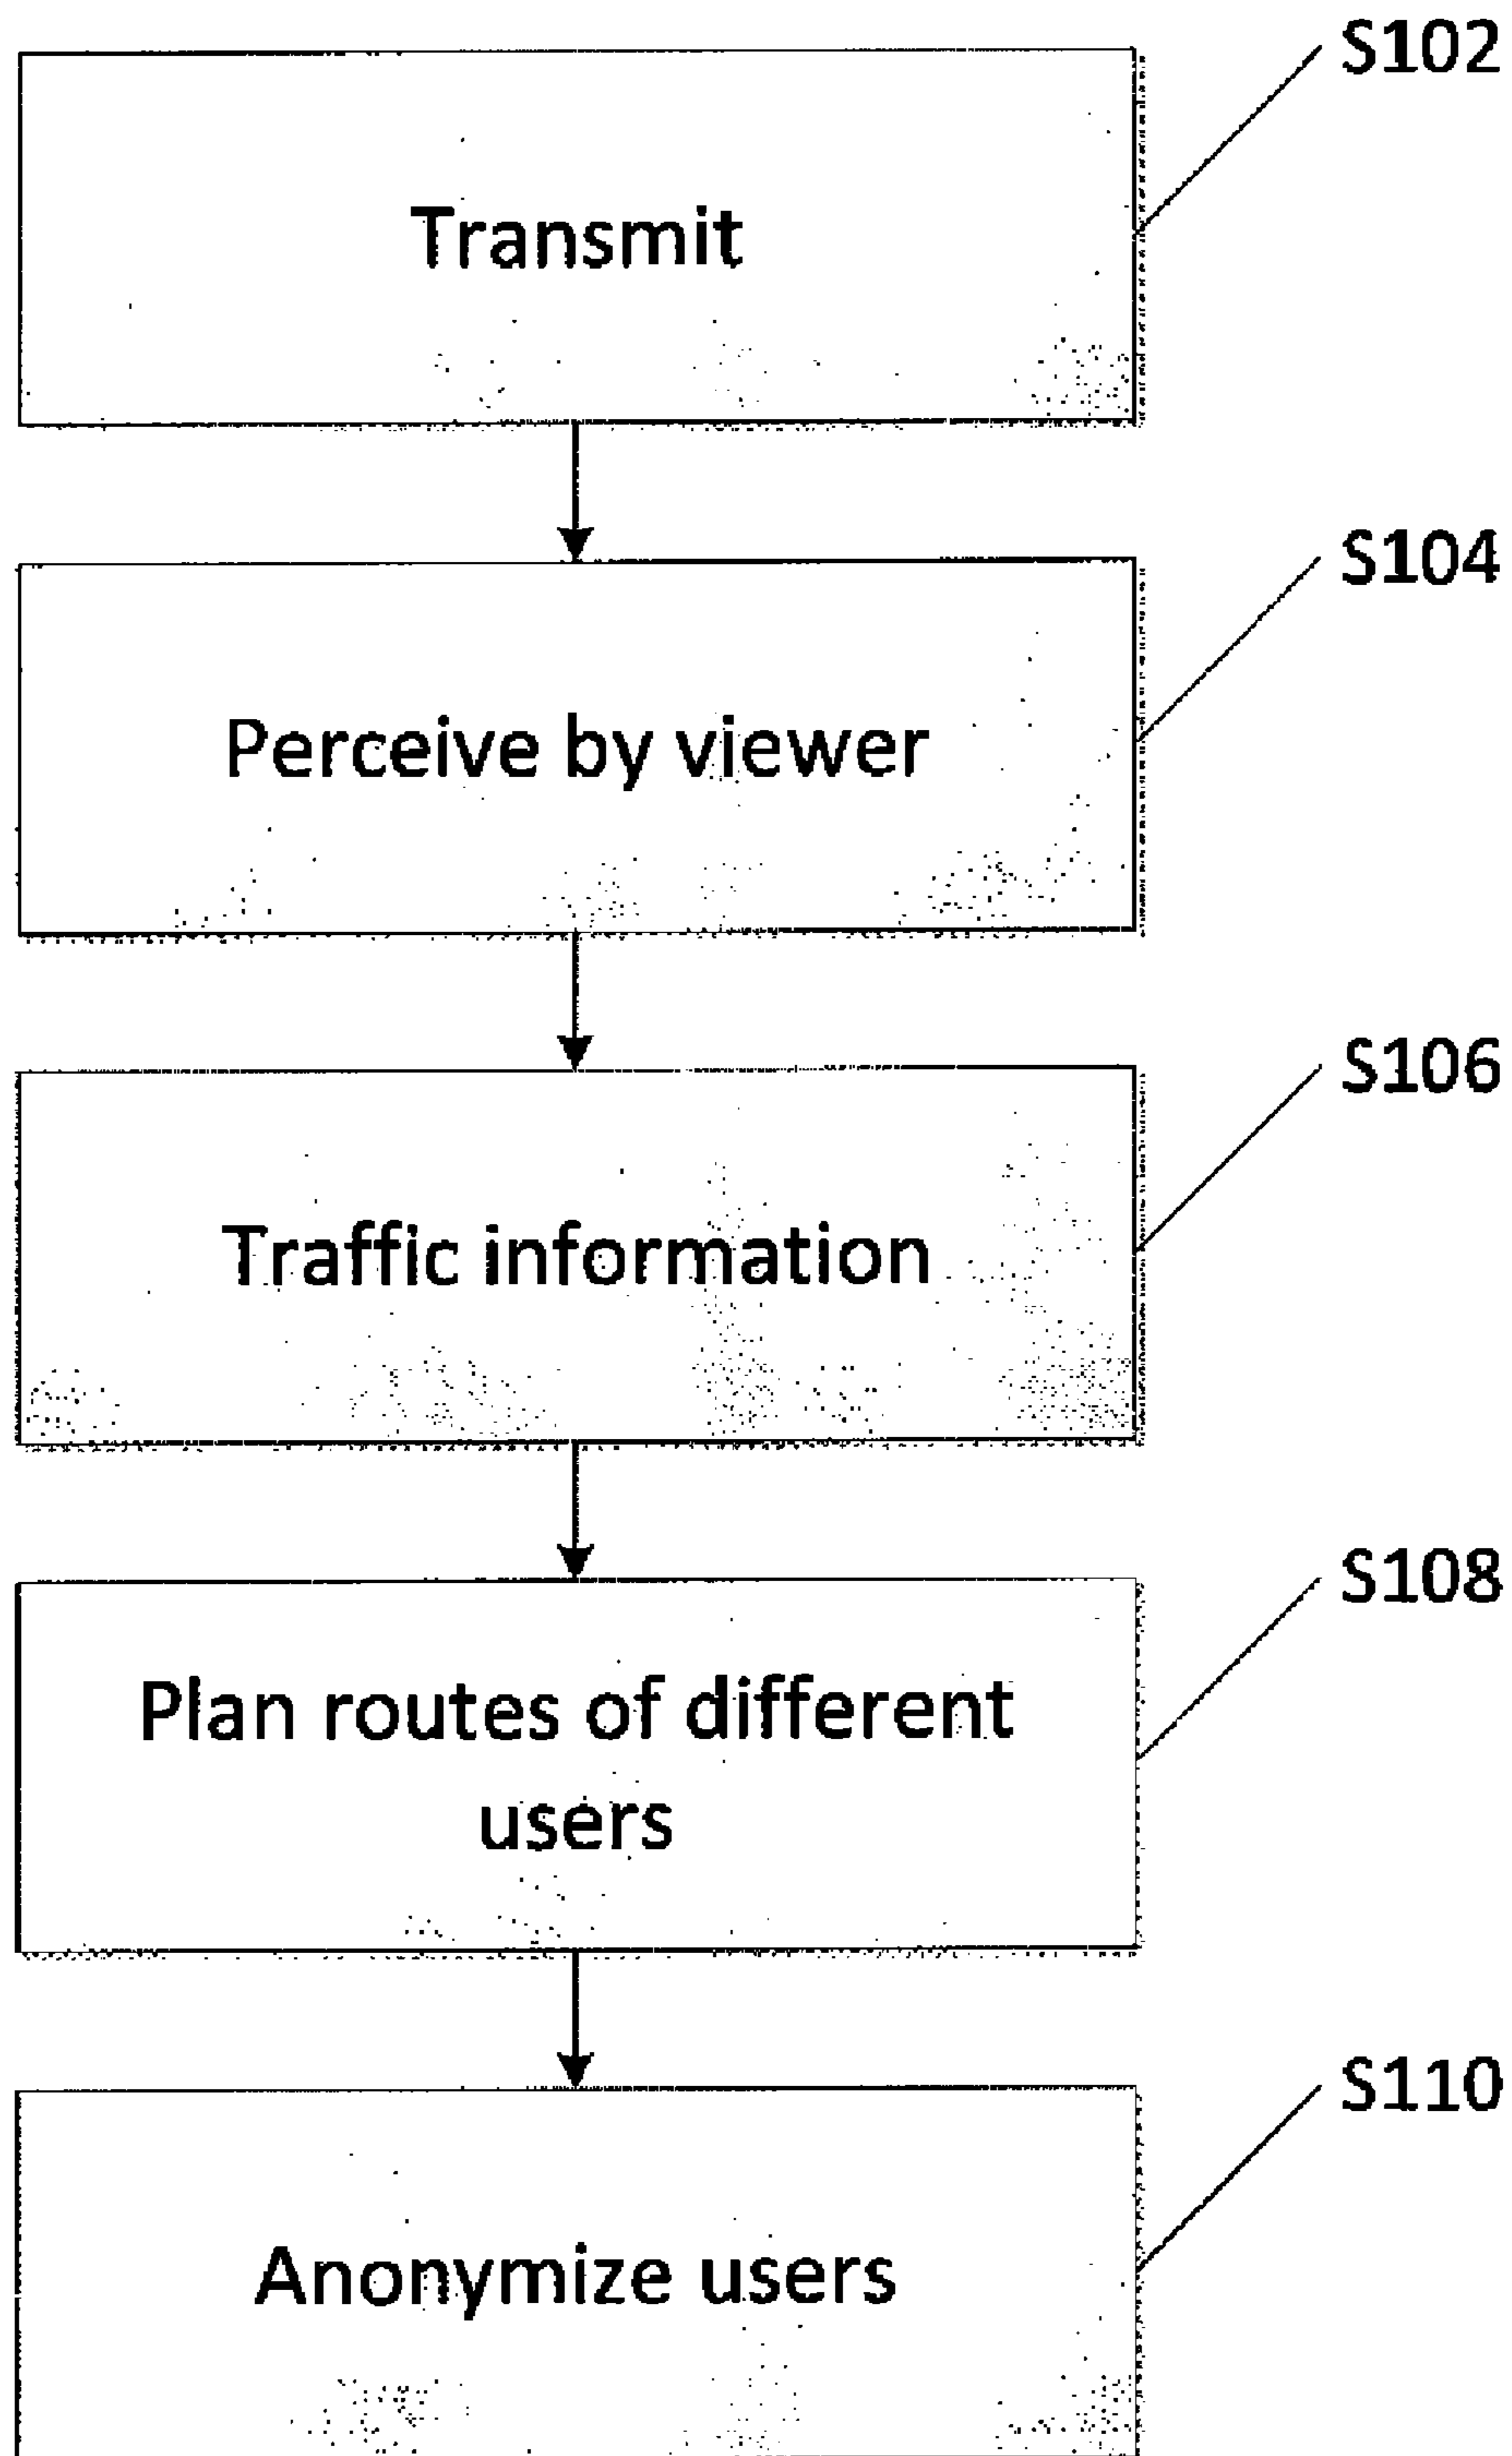 S102
Transmit
S104
Perceive by viewer
S106
Traffic information
S108
Plan routes of different
users
S110
Anonymize users